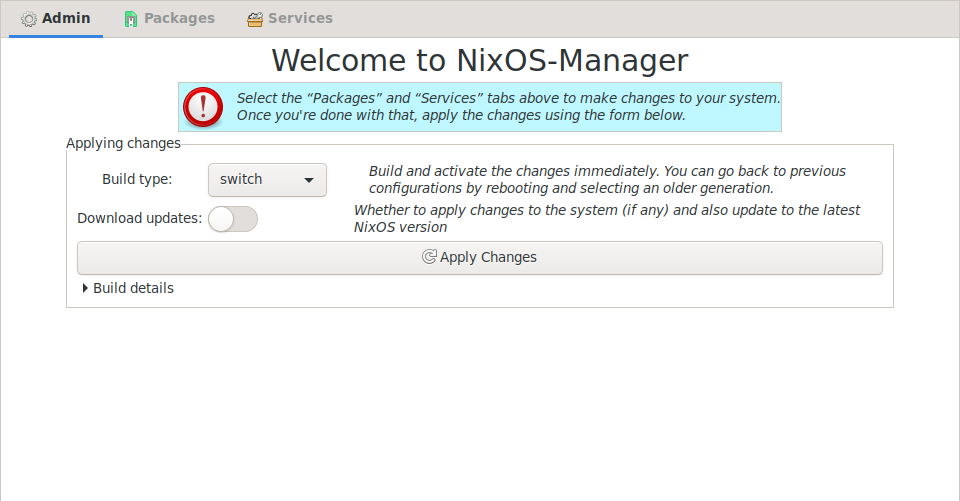 Admin Packages Services
Welcome to NixOS-Manager
Select the “Packages” and “Services” tabs above to make changes to your system.
Once you're done with that, apply the changes using the form below.
Applying changes
Build type: switch
Build and activate the changes immediately. You can go back to previous
configurations by rebooting and selecting an older generation.
Download updates:
Whether to apply changes to the system (if any) and also update to the latest
NixOS version
Apply Changes
Build details